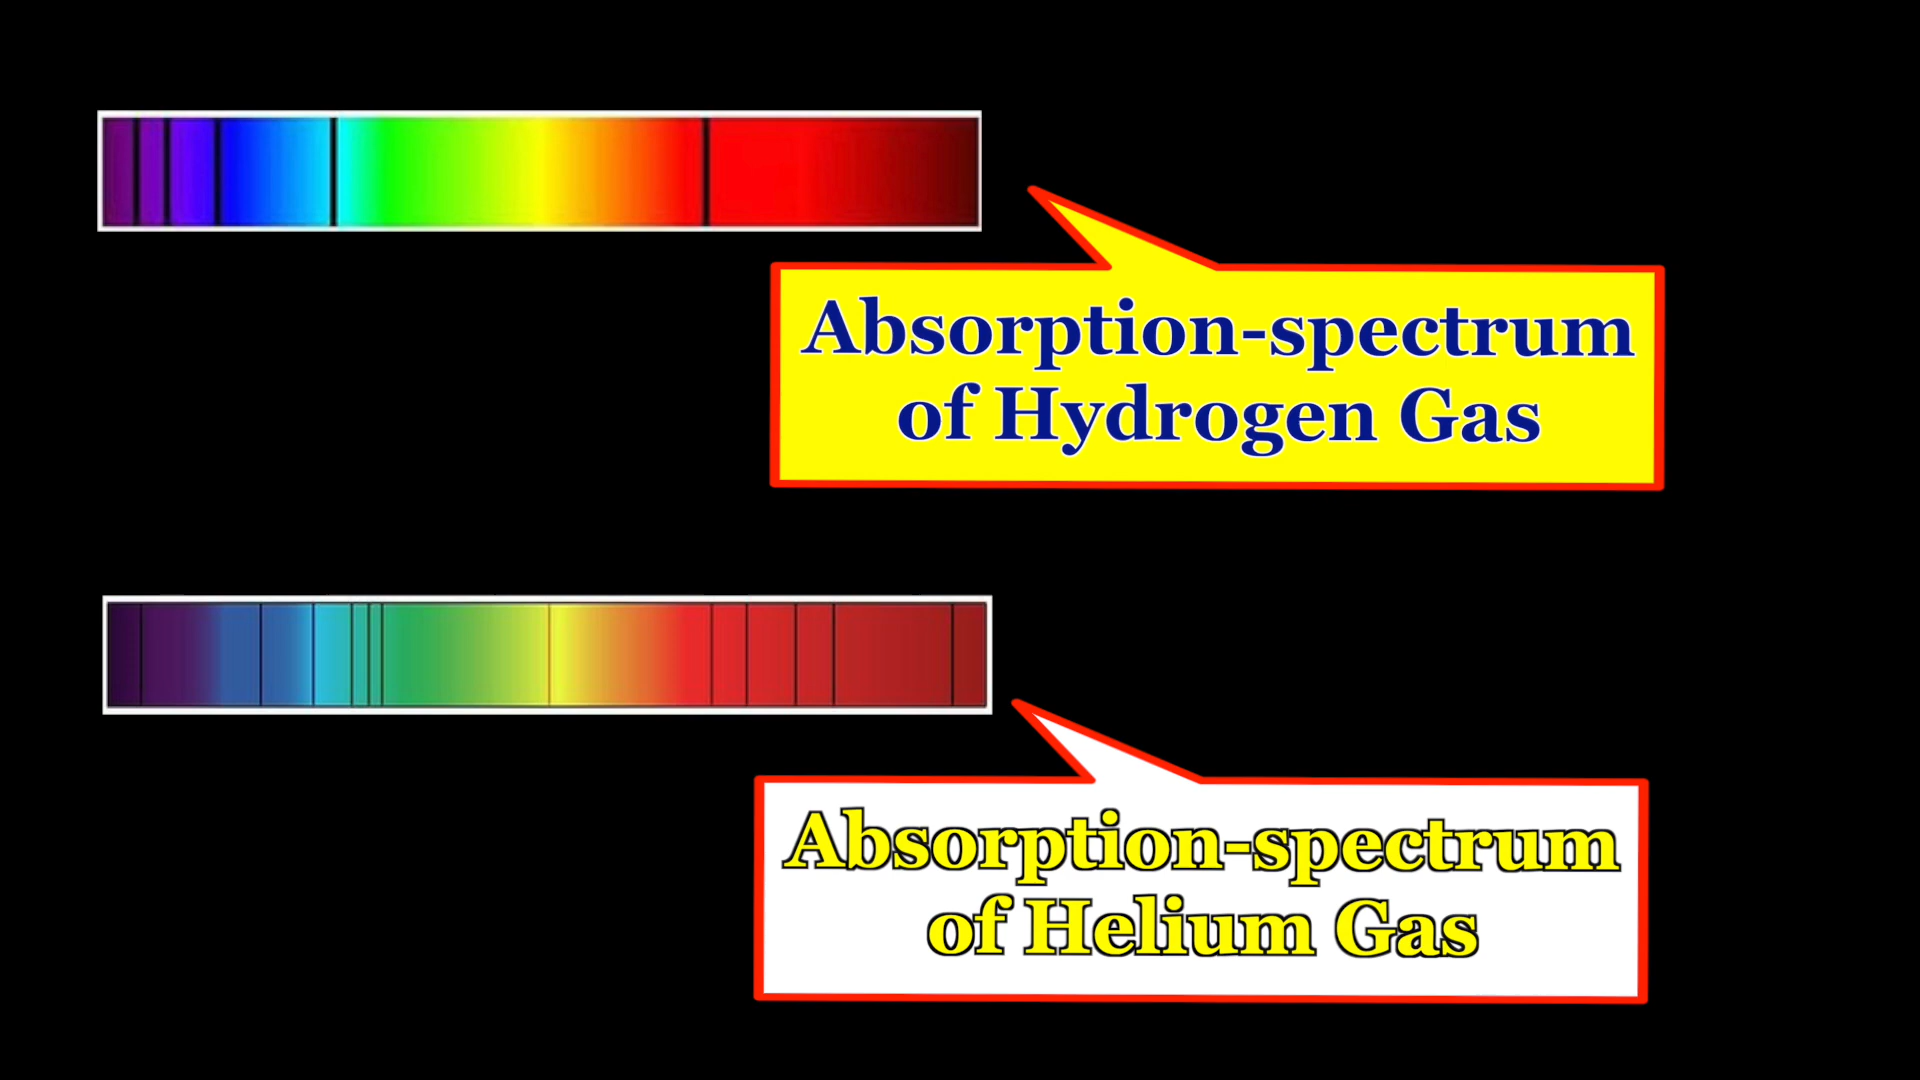 Absorption-spectrum
of Hydrogen Gas
Absorption-spectrum
of Helium Gas